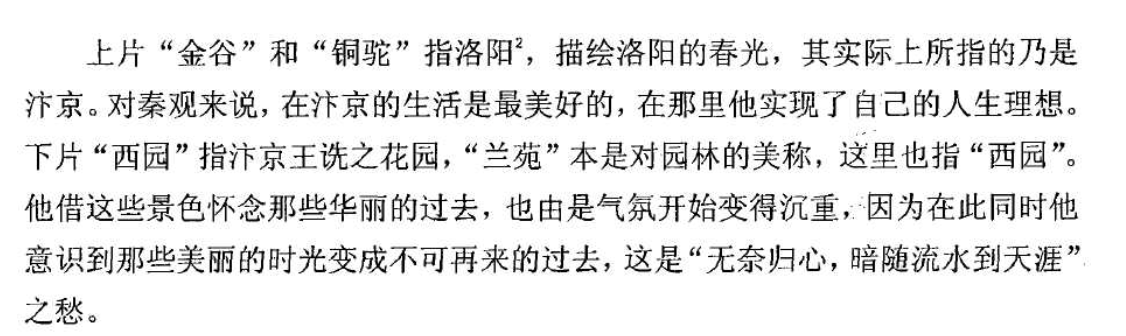 上片“金谷”和“铜驼”指洛阳²，描绘洛阳的春光，其实际上所指的乃是
汴京。对秦观来说，在汴京的生活是最美好的，在那里他实现了自己的人生理想。
下片“西园”指汴京王诜之花园，“兰苑”本是对园林的美称，这里也指“西园”。
他借这些景色怀念那些华丽的过去，也由是气氛开始变得沉重，因为在此同时他
意识到那些美丽的时光变成不可再来的过去，这是“无奈归心，暗随流水到天涯”
之愁。